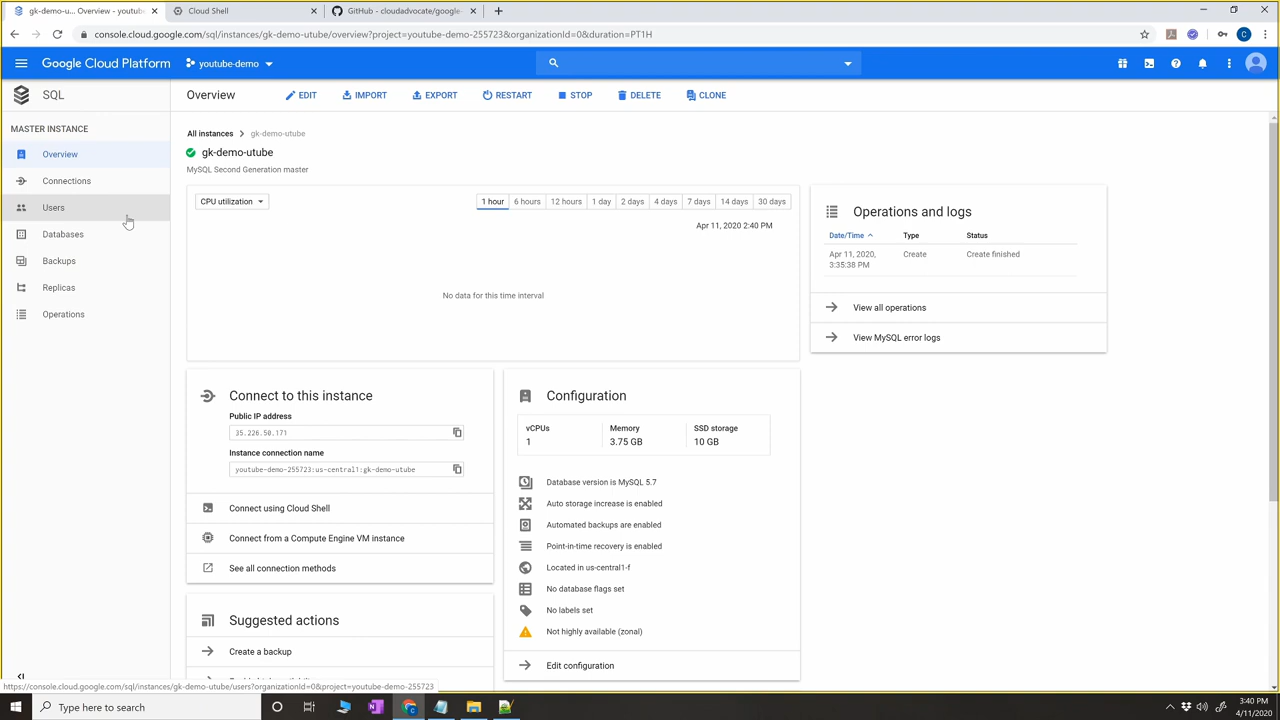 gk-demo-u... Overview - youtub
Cloud Shell
GitHub - cloudadvocate/google-
console.cloud.google.com/sql/instances/gk-demo-utube/overview?project=youtube-demo-255723&organizationId=0&duration=PT1H
Google Cloud Platform
youtube-demo
SQL
Overview
EDIT
IMPORT
EXPORT
RESTART
STOP
DELETE
CLONE
MASTER INSTANCE
Overview
Connections
Users
Databases
Backups
Replicas
Operations
All instances
gk-demo-utube
gk-demo-utube
MySQL Second Generation master
CPU utilization
1 hour
6 hours
12 hours
1 day
2 days
4 days
7 days
14 days
30 days
Apr 11, 2020 2:40 PM
No data for this time interval
Operations and logs
Date/Time
Type
Status
Apr 11, 2020,
3:35:38 PM
Create
Create finished
View all operations
View MySQL error logs
Connect to this instance
Public IP address
35.226.50.171
Instance connection name
youtube-demo-255723:us-central1:gk-demo-utube
Connect using Cloud Shell
Connect from a Compute Engine VM instance
See all connection methods
Suggested actions
Create a backup
Configuration
vCPUs
1
Memory
3.75 GB
SSD storage
10 GB
Database version is MySQL 5.7
Auto storage increase is enabled
Automated backups are enabled
Point-in-time recovery is enabled
Located in us-central1-f
No database flags set
No labels set
Not highly available (zonal)
Edit configuration
https://console.cloud.google.com/sql/instances/gk-demo-utube/users?organizationId=0&project=youtube-demo-255723
Type here to search
3:40 PM
4/11/2020